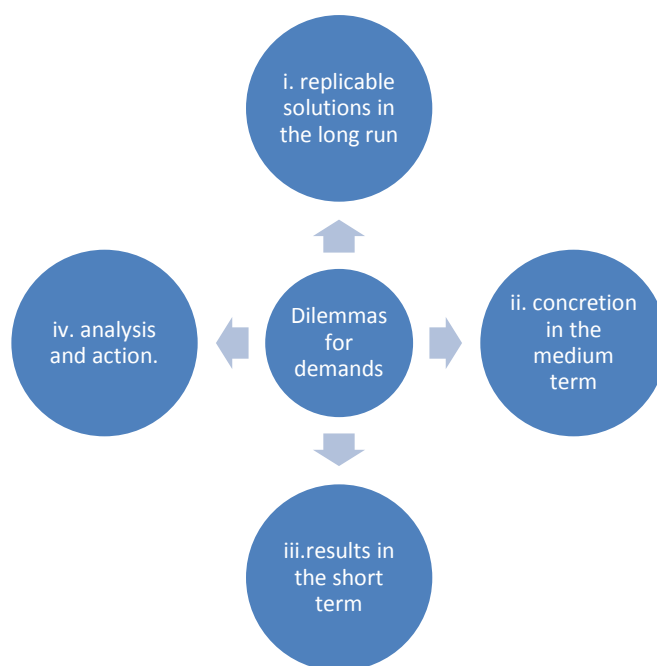 i. replicable
solutions in
the long run
iv. analysis
and action.
Dilemmas
for
demands
ii. concretion
in the
medium
term
iii.results in
the short
term